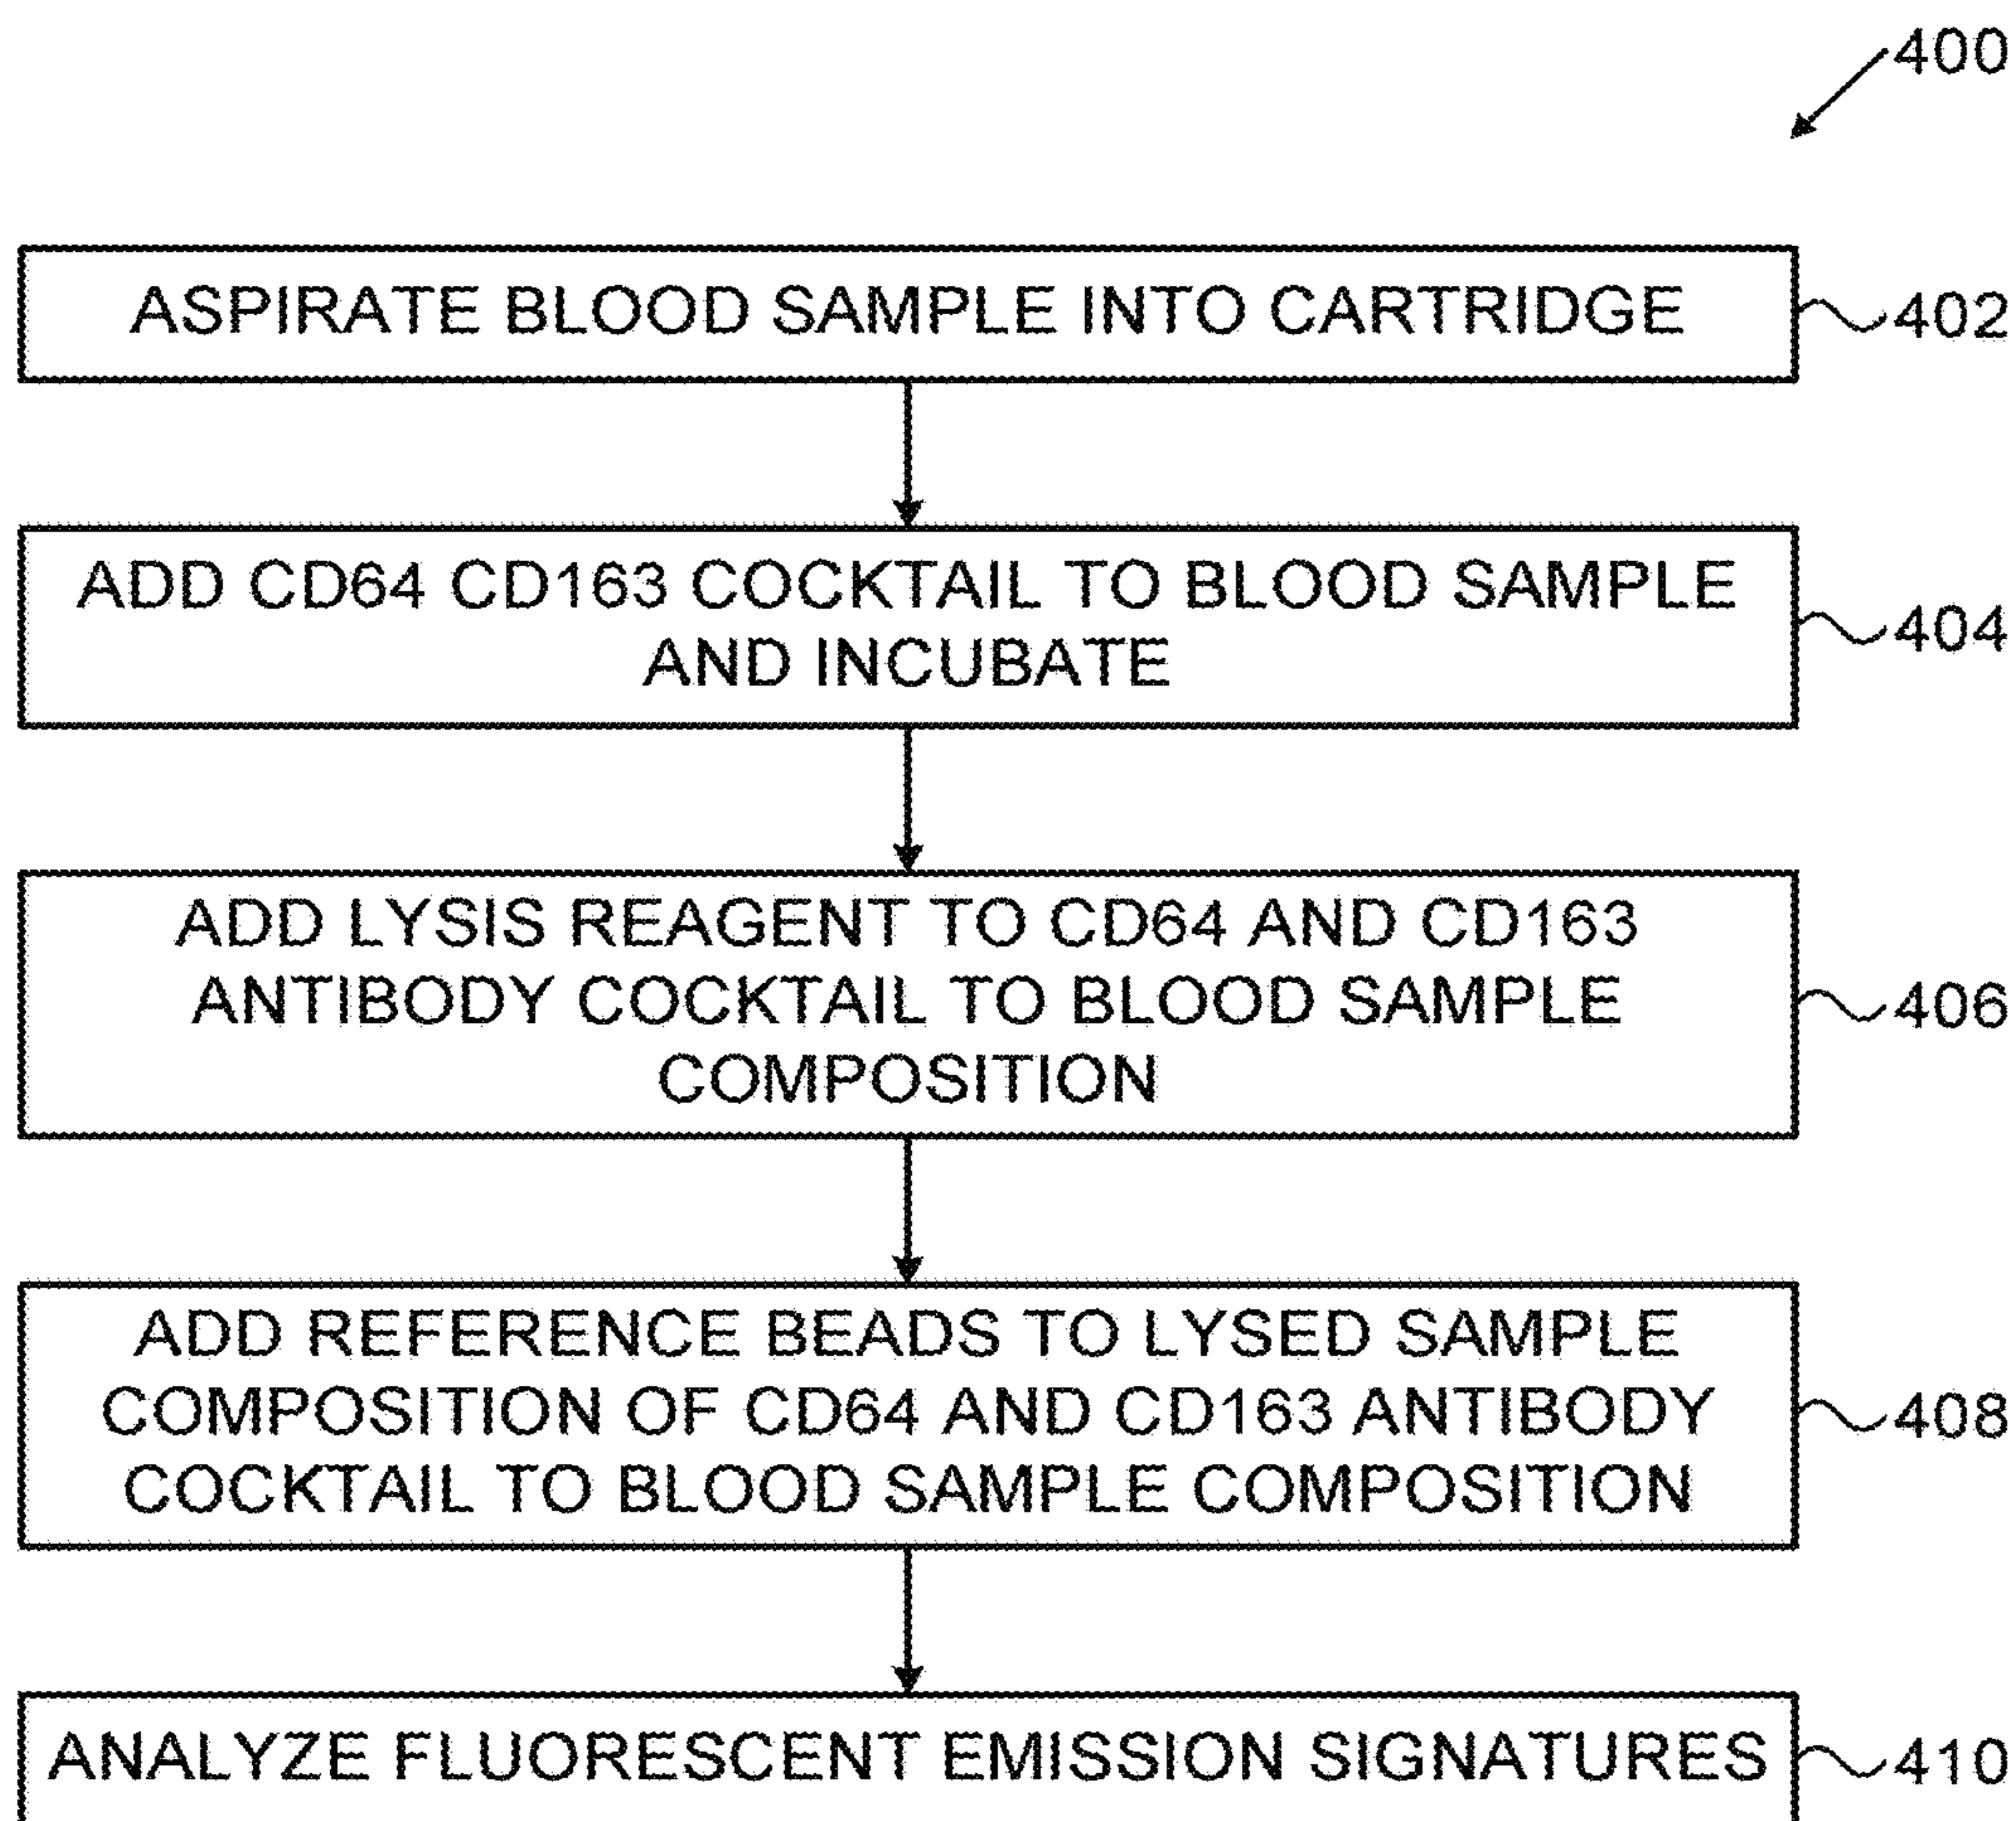 400
ASPIRATE BLOOD SAMPLE INTO CARTRIDGE
402
ADD CD64 CD163 COCKTAIL TO BLOOD SAMPLE
AND INCUBATE
404
ADD LYSIS REAGENT TO CD64 AND CD163
ANTIBODY COCKTAIL TO BLOOD SAMPLE
COMPOSITION
406
ADD REFERENCE BEADS TO LYSED SAMPLE
COMPOSITION OF CD64 AND CD163 ANTIBODY
COCKTAIL TO BLOOD SAMPLE COMPOSITION
408
ANALYZE FLUORESCENT EMISSION SIGNATURES
410